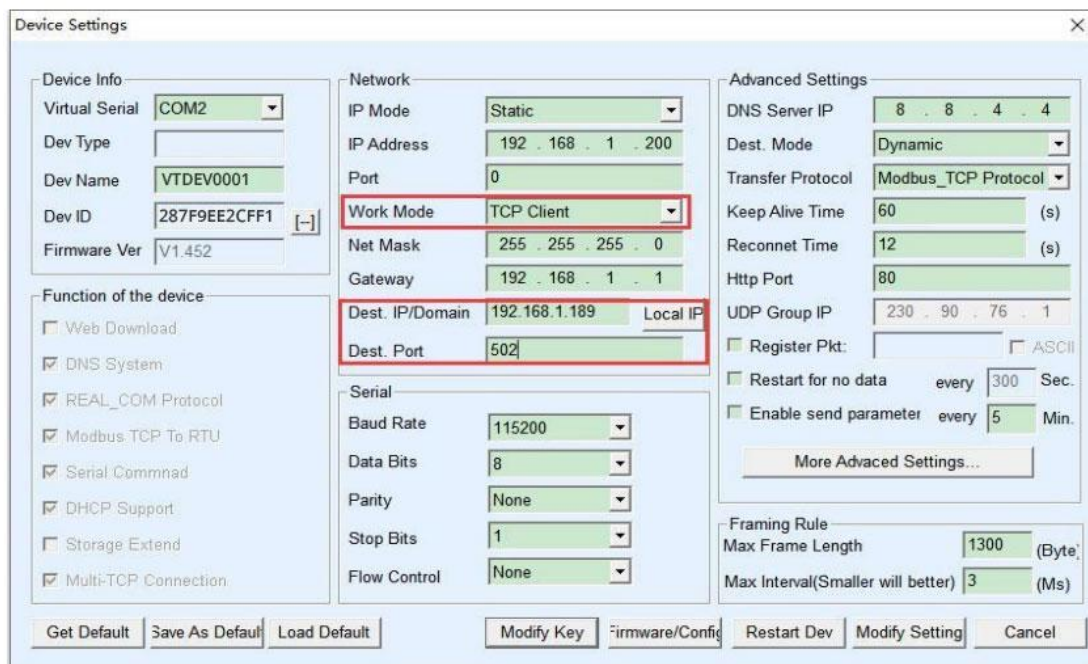 Device Settings
Device Info
Virtual Serial COM2
Dev Type
Dev Name VTDEV0001
Dev ID 287F9EE2CFF1 [--]
Firmware Ver V1.452
Function of the device
Web Download
DNS System
REAL_COM Protocol
Modbus TCP To RTU
Serial Commnad
DHCP Support
Storage Extend
Multi-TCP Connection
Network
IP Mode Static
IP Address 192 . 168 . 1 . 200
Port 0
Work Mode TCP Client
Net Mask 255 . 255 . 255 . 0
Gateway 192 . 168 . 1 . 1
Dest. IP/Domain 192.168.1.189 Local IP
Dest. Port 502
Serial
Baud Rate 115200
Data Bits 8
Parity None
Stop Bits 1
Flow Control None
Advanced Settings
DNS Server IP 8 . 8 . 4 . 4
Dest. Mode Dynamic
Transfer Protocol Modbus_TCP Protocol
Keep Alive Time 60 (s)
Reconnet Time 12 (s)
Http Port 80
UDP Group IP 230 . 90 . 76 . 1
Register Pkt: ASCII
Restart for no data every 300 Sec.
Enable send parameter every 5 Min.
More Advaced Settings...
Framing Rule
Max Frame Length 1300 (Byte)
Max Interval(Smaller will better) 3 (Ms)
Get Default Save As Defaul Load Default Modify Key Firmware/Config Restart Dev Modify Setting Cancel